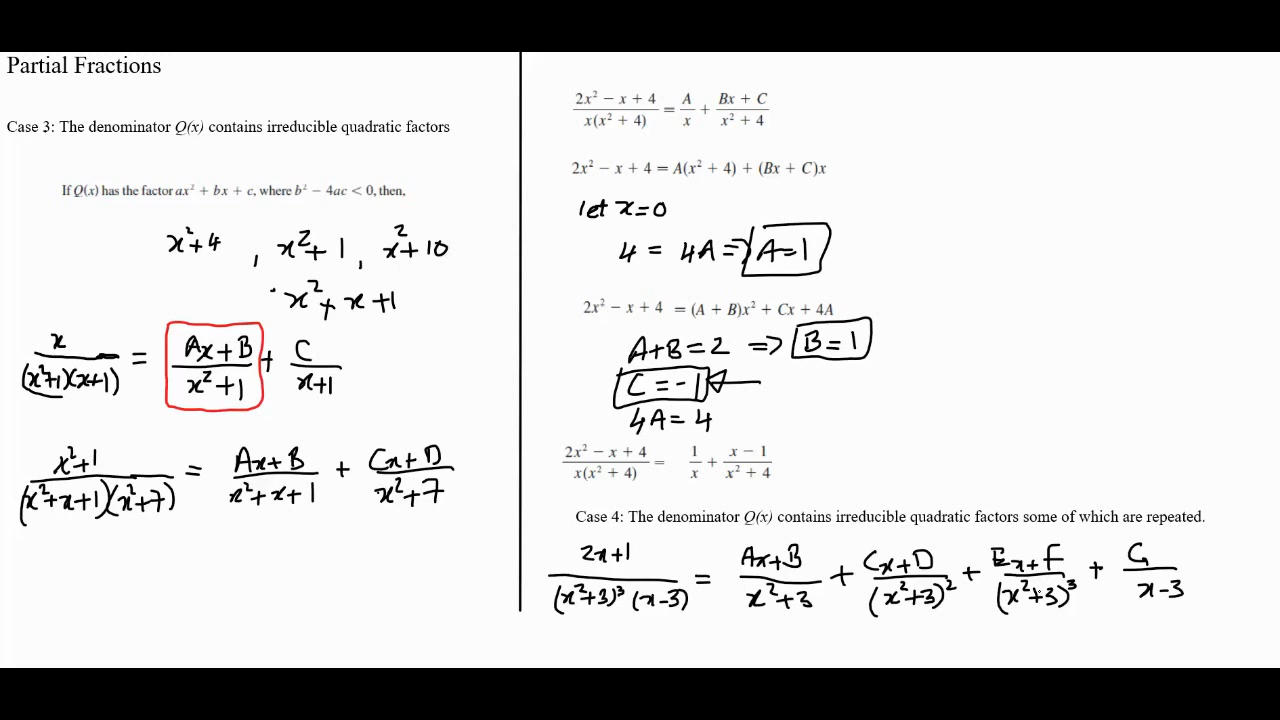 Partial Fractions
Case 3: The denominator Q(x) contains irreducible quadratic factors
If Q(x) has the factor ax² + bx + c, where b² − 4ac < 0, then,
x²+4 , x²+1 , x²+10
x²+x+1
x/((x²+1)(x+1)) = (Ax+B)/(x²+1) + C/(x+1)
(x²+1)/((x²+x+1)(x²+7)) = (Ax+B)/(x²+x+1) + (Cx+D)/(x²+7)
(2x² − x + 4)/(x(x² + 4)) = A/x + (Bx + C)/(x² + 4)
2x² − x + 4 = A(x² + 4) + (Bx + C)x
let x=0
4 = 4A => A=1
2x² − x + 4 = (A + B)x² + Cx + 4A
A+B=2 => B=1
C=-1
4A=4
(2x² − x + 4)/(x(x² + 4)) = 1/x + (x − 1)/(x² + 4)
Case 4: The denominator Q(x) contains irreducible quadratic factors some of which are repeated.
(2x+1)/((x²+3)³(x-3)) = (Ax+B)/(x²+3) + (Cx+D)/(x²+3)² + (Ex+F)/(x²+3)³ + G/(x-3)